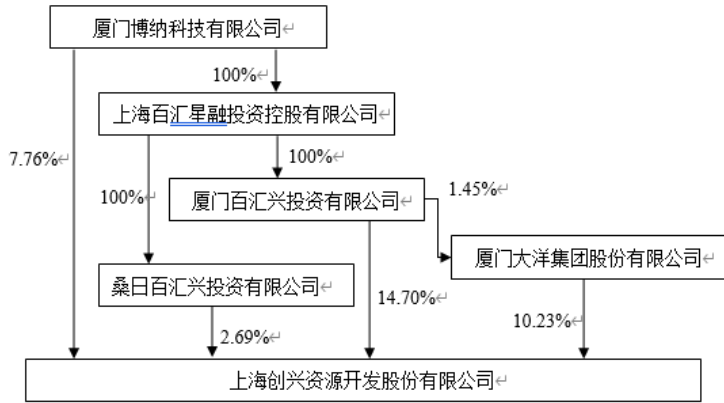 厦门博纳科技有限公司
100%
上海百汇星融投资控股有限公司
7.76%
100%
100%
厦门百汇兴投资有限公司
1.45%
厦门大洋集团股份有限公司
桑日百汇兴投资有限公司
14.70%
10.23%
2.69%
上海创兴资源开发股份有限公司